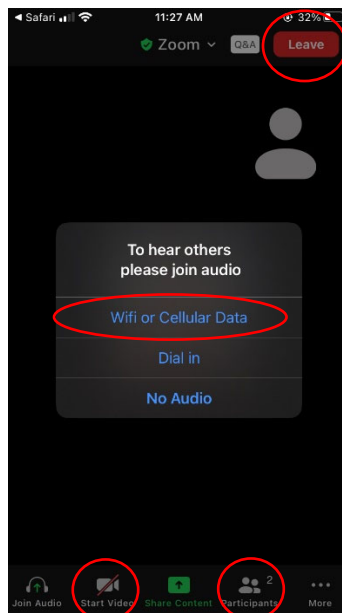 Safari 11:27 AM 32%
Zoom Q&A Leave
To hear others
please join audio
Wifi or Cellular Data
Dial in
No Audio
2
Join Audio Start Video Share Content Participants More